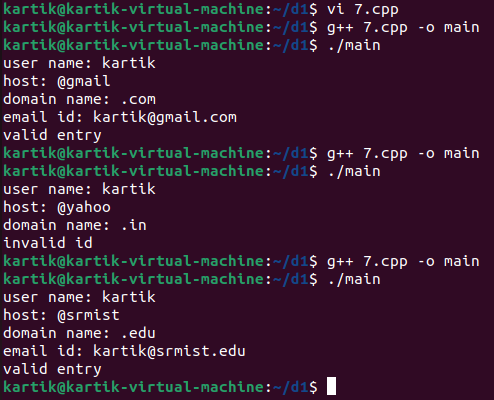 kartik@kartik-virtual-machine:~/d1$ vi 7.cpp
kartik@kartik-virtual-machine:~/d1$ g++ 7.cpp -o main
kartik@kartik-virtual-machine:~/d1$ ./main
user name: kartik
host: @gmail
domain name: .com
email id: kartik@gmail.com
valid entry
kartik@kartik-virtual-machine:~/d1$ g++ 7.cpp -o main
kartik@kartik-virtual-machine:~/d1$ ./main
user name: kartik
host: @yahoo
domain name: .in
invalid id
kartik@kartik-virtual-machine:~/d1$ g++ 7.cpp -o main
kartik@kartik-virtual-machine:~/d1$ ./main
user name: kartik
host: @srmist
domain name: .edu
email id: kartik@srmist.edu
valid entry
kartik@kartik-virtual-machine:~/d1$